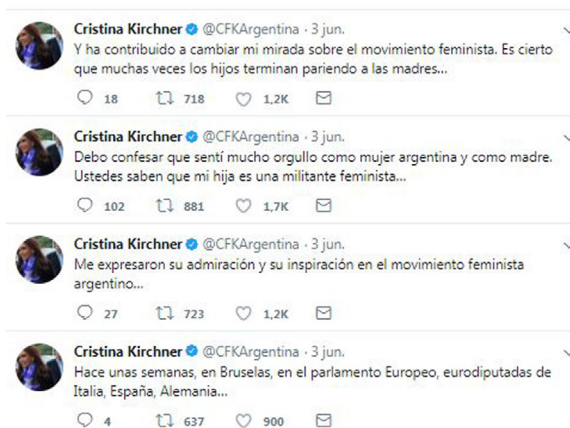 Cristina Kirchner @CFKArgentina · 3 jun.
Y ha contribuido a cambiar mi mirada sobre el movimiento feminista. Es cierto
que muchas veces los hijos terminan pariendo a las madres...
18 718 1,2K
Cristina Kirchner @CFKArgentina · 3 jun.
Debo confesar que sentí mucho orgullo como mujer argentina y como madre.
Ustedes saben que mi hija es una militante feminista...
102 881 1,7K
Cristina Kirchner @CFKArgentina · 3 jun.
Me expresaron su admiración y su inspiración en el movimiento feminista
argentino...
27 723 1,2K
Cristina Kirchner @CFKArgentina · 3 jun.
Hace unas semanas, en Bruselas, en el parlamento Europeo, eurodiputadas de
Italia, España, Alemania...
4 637 900